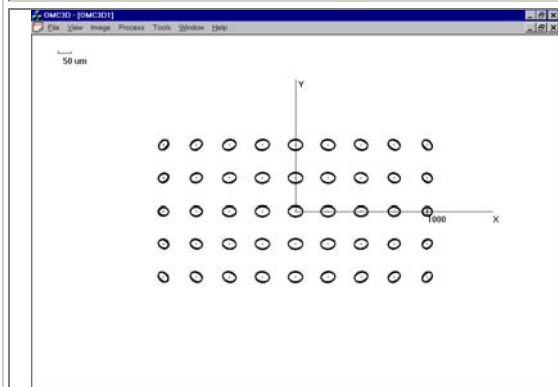 OMC3D - [OMC3D1]
File View Image Process Tools Window Help
50 um
Y
1000
X